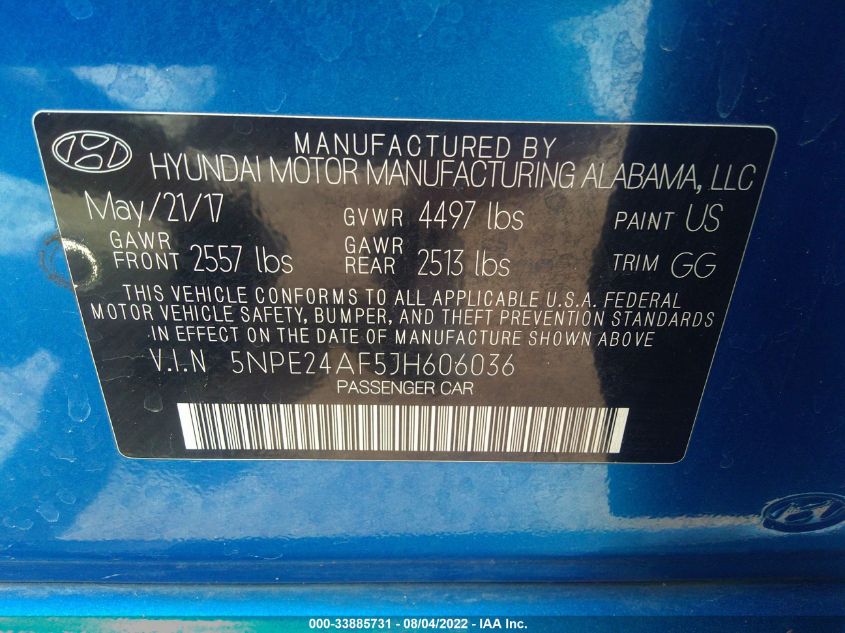 MANUFACTURED BY
HYUNDAI MOTOR MANUFACTURING ALABAMA, LLC
May/21/17 GVWR 4497 lbs PAINT US
GAWR FRONT 2557 lbs GAWR REAR 2513 lbs TRIM GG
THIS VEHICLE CONFORMS TO ALL APPLICABLE U.S.A. FEDERAL
MOTOR VEHICLE SAFETY, BUMPER, AND THEFT PREVENTION STANDARDS
IN EFFECT ON THE DATE OF MANUFACTURE SHOWN ABOVE
V.I.N 5NPE24AF5JH606036
PASSENGER CAR
000-33885731 - 08/04/2022 - IAA Inc.